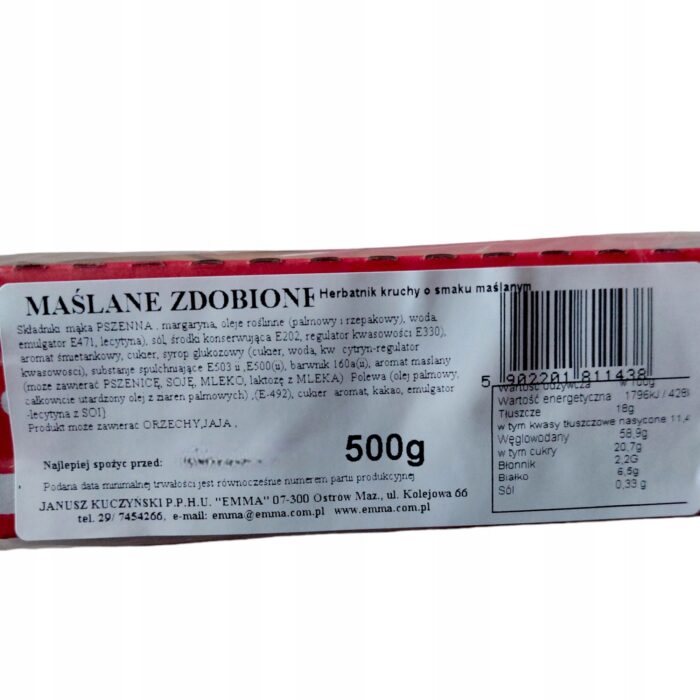 MAŚLANE ZDOBIONE Herbatnik kruchy o smaku maślanym
Składniki: mąka PSZENNA , margaryna, oleje roślinne (palmowy i rzepakowy), woda,
emulgator E471, lecytyna), sól, środki konserwująca E202, regulator kwasowości E330),
aromat śmietankowy, cukier, syrop glukozowy (cukier, woda, kw. cytryn-regulator
kwasowości), substanje spulchniające E503 ii ,E500(ii), barwnik 160a(ii), aromat maślany
(może zawierać PSZENICĘ, SOJĘ, MLEKO, laktozę z MLEKA) Polewa (olej palmowy,
całkowicie utardzony olej z ziaren palmowych) ,(E-492), cukier aromat, kakao, emulgator
-lecytyna z SOI)
Produkt może zawierać ORZECHY,JAJA ,
500g
Najlepiej spożyc przed:
Podana data minimalnej trwałości jest równocześnie numerem partu produkcyjnej
JANUSZ KUCZYŃSKI P.P.H.U. "EMMA" 07-300 Ostrów Maz., ul. Kolejowa 66
tel. 29/ 7454266, e-mail: emma@emma.com.pl www.emma.com.pl
5 902201 811438
Wartość odżywcza w 100g
Wartość energetyczna 1796kJ / 428
Tłuszcze 18g
w tym kwasy tłuszczowe nasycone 11,4
Węglowodany 58,9g
w tym cukry 20,7g
Błonnik 2,2G
Białko 6,5g
Sól 0,33 g